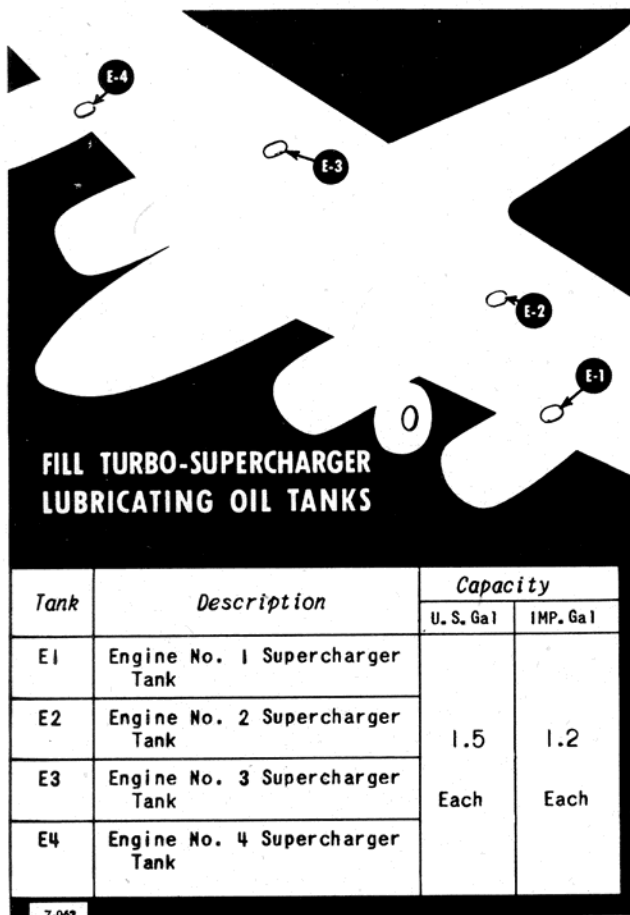 E-4
E-3
E-2
E-1
FILL TURBO-SUPERCHARGER
LUBRICATING OIL TANKS
Tank Description Capacity
U.S.Gal IMP.Gal
E1 Engine No. 1 Supercharger
Tank
E2 Engine No. 2 Supercharger
Tank
E3 Engine No. 3 Supercharger
Tank
E4 Engine No. 4 Supercharger
Tank
1.5 1.2
Each Each